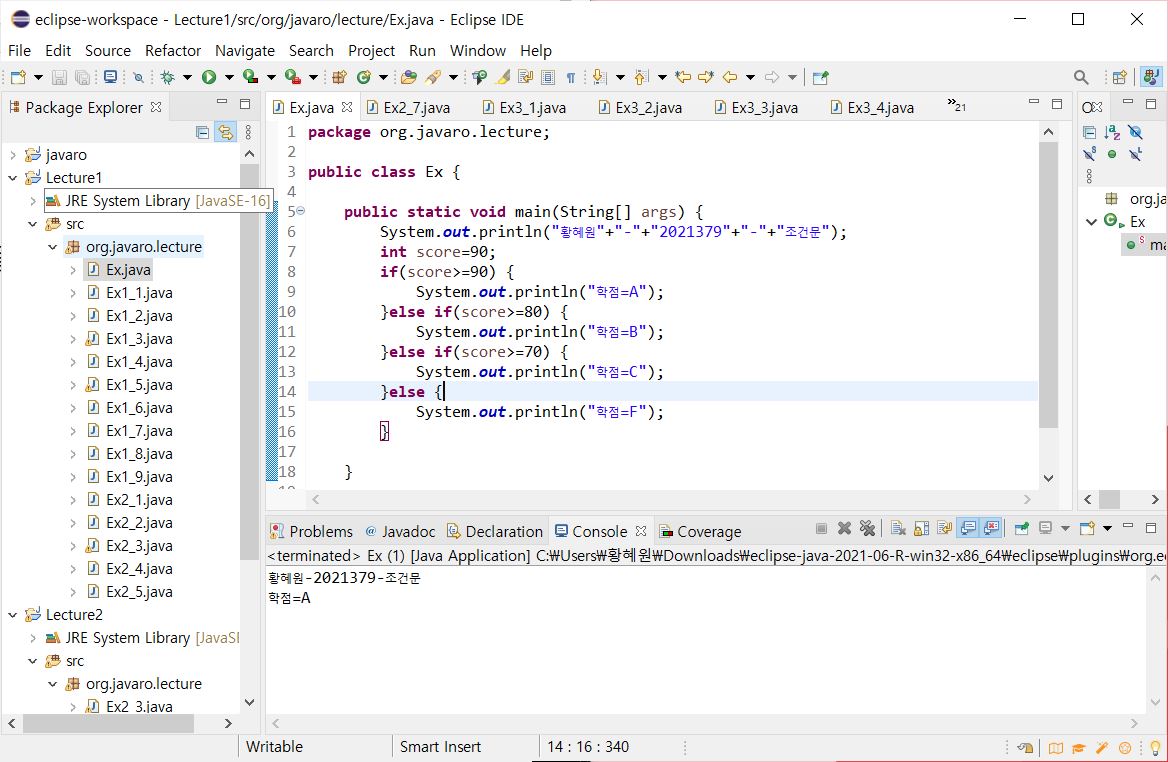 eclipse-workspace - Lecture1/src/org/javaro/lecture/Ex.java - Eclipse IDE
File Edit Source Refactor Navigate Search Project Run Window Help
Package Explorer
javaro
Lecture1
JRE System Library [JavaSE-16]
src
org.javaro.lecture
Ex.java
Ex1_1.java
Ex1_2.java
Ex1_3.java
Ex1_4.java
Ex1_5.java
Ex1_6.java
Ex1_7.java
Ex1_8.java
Ex1_9.java
Ex2_1.java
Ex2_2.java
Ex2_3.java
Ex2_4.java
Ex2_5.java
Lecture2
JRE System Library [JavaSE
src
org.javaro.lecture
Ex2_3.java
Ex.java Ex2_7.java Ex3_1.java Ex3_2.java Ex3_3.java Ex3_4.java »21
1 package org.javaro.lecture;
2
3 public class Ex {
4
5 public static void main(String[] args) {
6 System.out.println("황혜원"+"-"+"2021379"+"-"+"조건문");
7 int score=90;
8 if(score>=90) {
9 System.out.println("학점=A");
10 }else if(score>=80) {
11 System.out.println("학점=B");
12 }else if(score>=70) {
13 System.out.println("학점=C");
14 }else {
15 System.out.println("학점=F");
16 }
17
18 }
org.ja
Ex
ma
Problems @ Javadoc Declaration Console Coverage
<terminated> Ex (1) [Java Application] C:₩Users₩황혜원₩Downloads₩eclipse-java-2021-06-R-win32-x86_64₩eclipse₩plugins₩org.ec
황혜원-2021379-조건문
학점=A
Writable Smart Insert 14 : 16 : 340